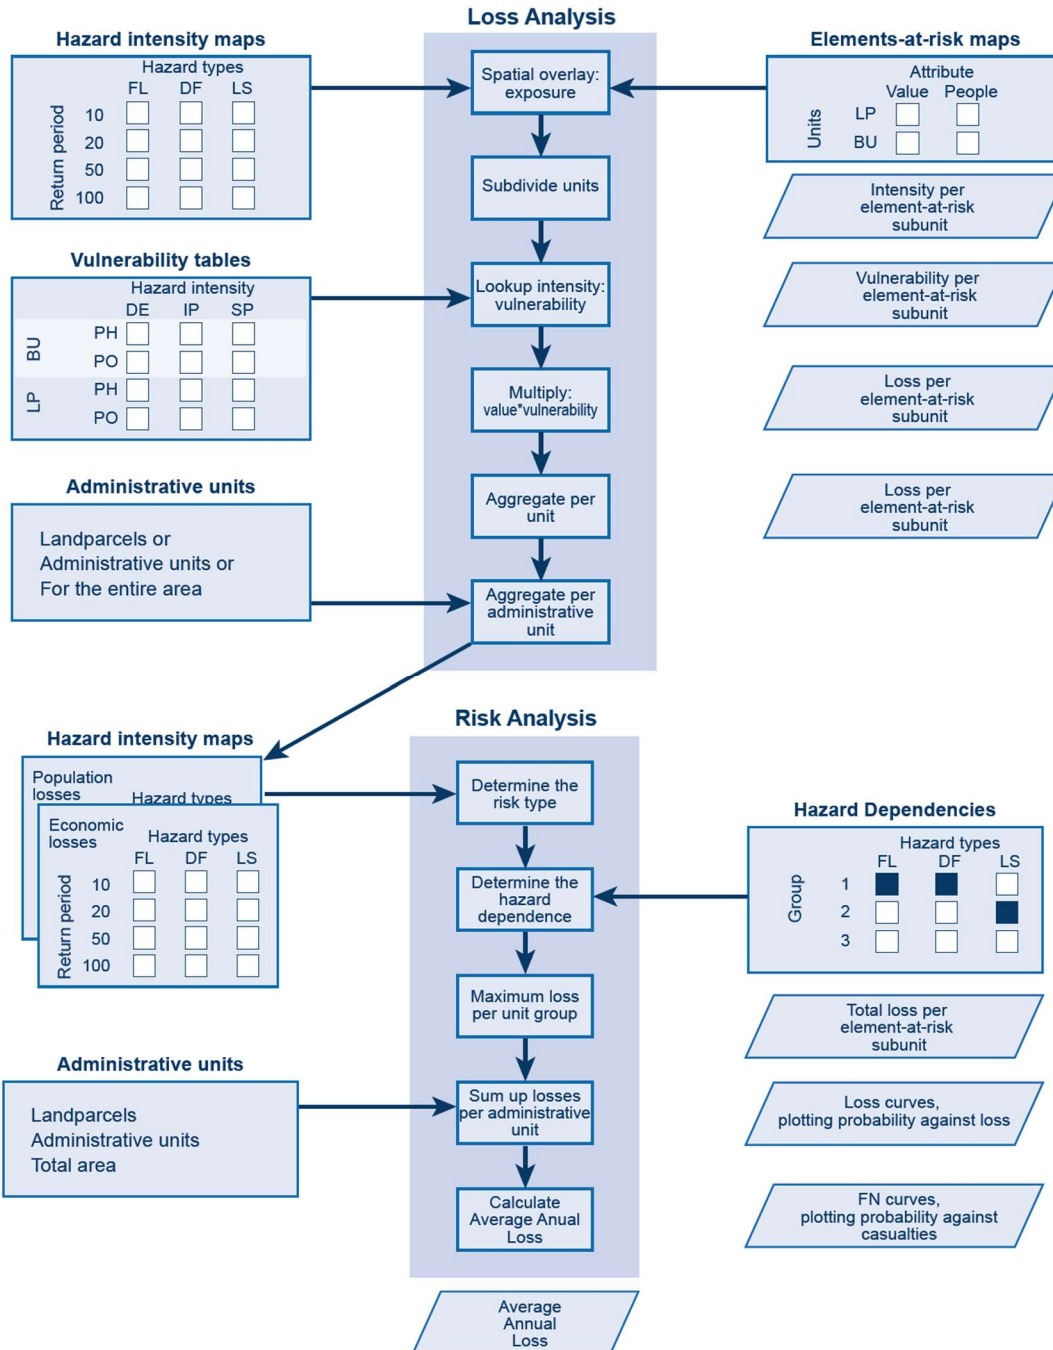 Loss Analysis
Hazard intensity maps
Hazard types
FL DF LS
Return period
10
20
50
100
Spatial overlay:
exposure
Elements-at-risk maps
Attribute
Value People
Units
LP
BU
Subdivide units
Intensity per
element-at-risk
subunit
Vulnerability tables
Hazard intensity
DE IP SP
BU
PH
PO
LP
PH
PO
Lookup intensity:
vulnerability
Vulnerability per
element-at-risk
subunit
Multiply:
value*vulnerability
Loss per
element-at-risk
subunit
Administrative units
Landparcels or
Administrative units or
For the entire area
Aggregate per
unit
Loss per
element-at-risk
subunit
Aggregate per
administrative
unit
Risk Analysis
Hazard intensity maps
Population
losses
Hazard types
Economic
losses
Hazard types
FL DF LS
Return period
10
20
50
100
Determine the
risk type
Hazard Dependencies
Hazard types
FL DF LS
Group
1
2
3
Determine the
hazard
dependence
Maximum loss
per unit group
Total loss per
element-at-risk
subunit
Administrative units
Landparcels
Administrative units
Total area
Sum up losses
per administrative
unit
Loss curves,
plotting probability against loss
Calculate
Average Anual
Loss
FN curves,
plotting probability against
casualties
Average
Annual
Loss